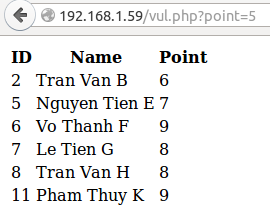 192.168.1.59/vul.php?point=5
ID Name Point
2 Tran Van B 6
5 Nguyen Tien E 7
6 Vo Thanh F 9
7 Le Tien G 8
8 Tran Van H 8
11 Pham Thuy K 9